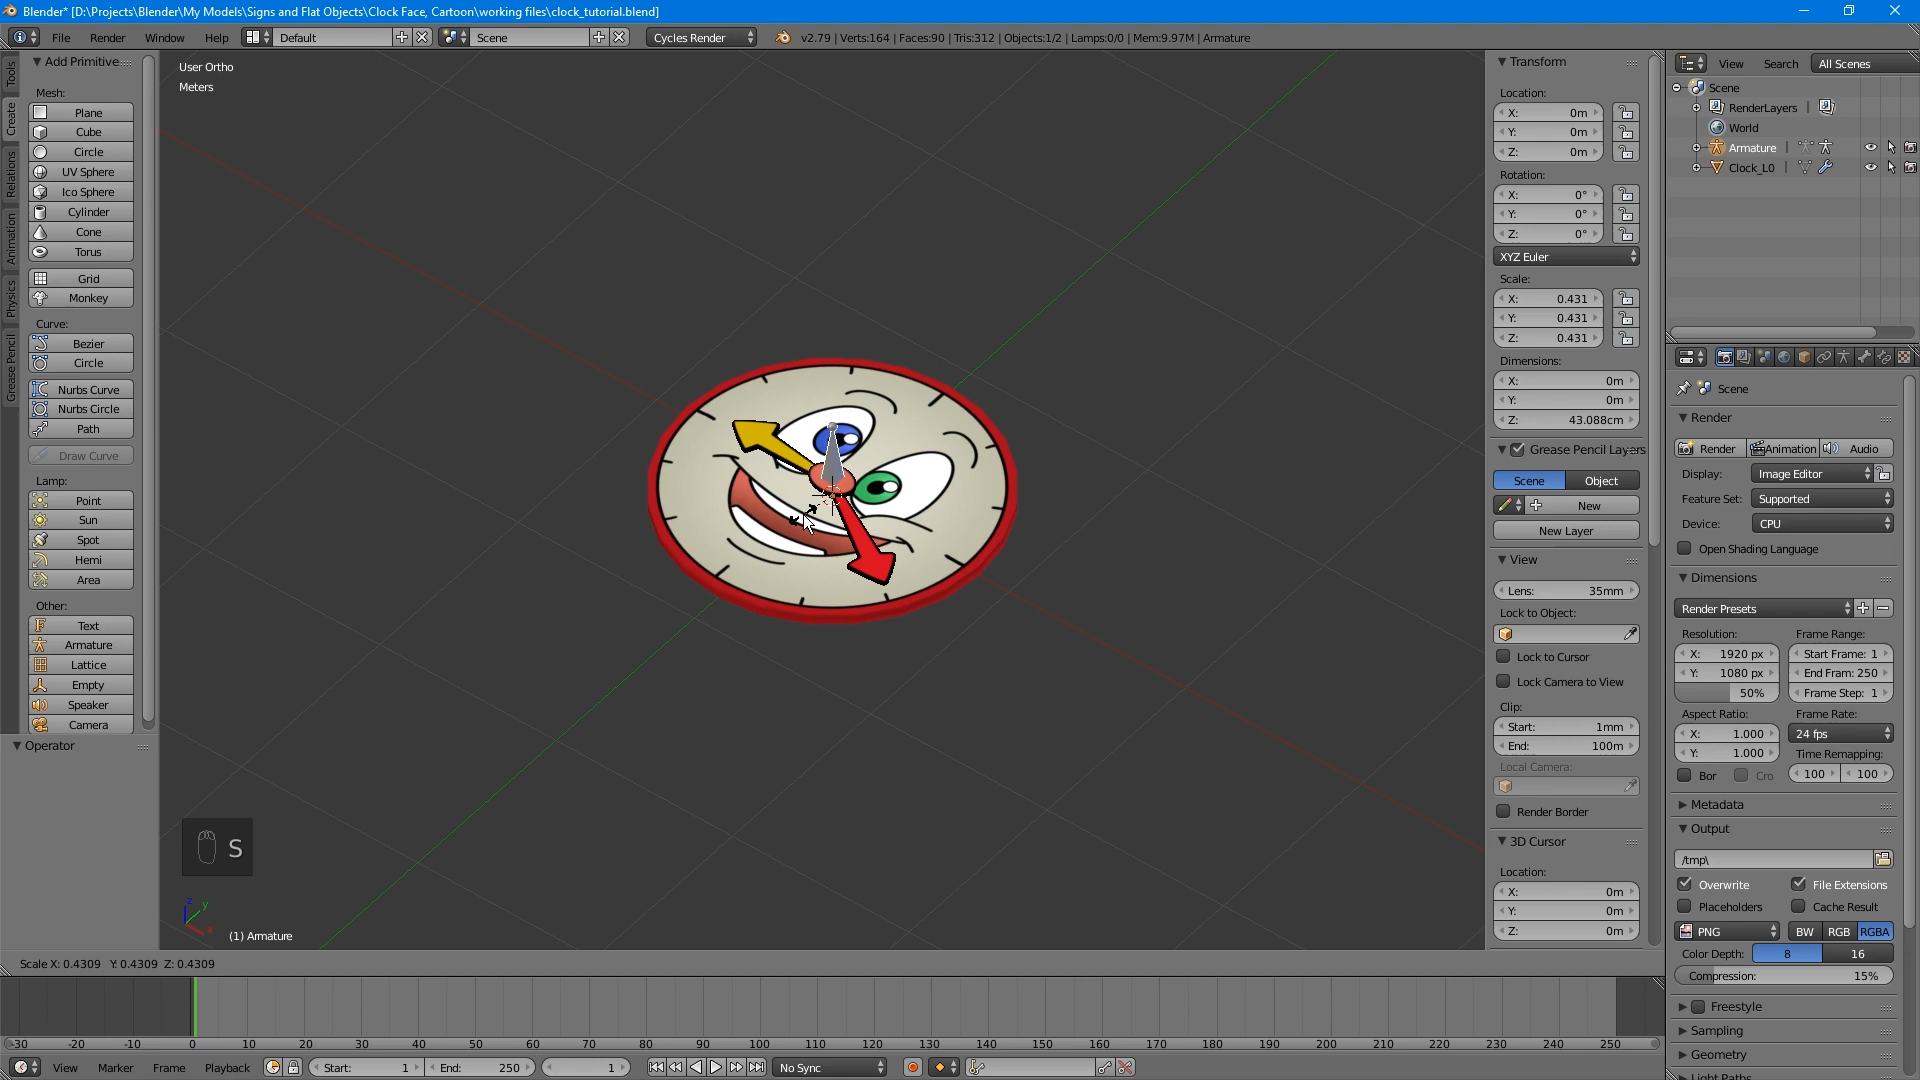 Blender* [D:\Projects\Blender\My Models\Signs and Flat Objects\Clock Face, Cartoon\working files\clock_tutorial.blend]
File Render Window Help Default Scene Cycles Render v2.79 | Verts:164 | Faces:90 | Tris:312 | Objects:1/2 | Lamps:0/0 | Mem:9.97M | Armature
Tools
Create
Relations
Animation
Physics
Grease Pencil
Add Primitive
Mesh:
Plane
Cube
Circle
UV Sphere
Ico Sphere
Cylinder
Cone
Torus
Grid
Monkey
Curve:
Bezier
Circle
Nurbs Curve
Nurbs Circle
Path
Draw Curve
Lamp:
Point
Sun
Spot
Hemi
Area
Other:
Text
Armature
Lattice
Empty
Speaker
Camera
Operator
User Ortho
Meters
S
z
y
x
(1) Armature
Scale X: 0.4309 Y: 0.4309 Z: 0.4309
Transform
Location:
X: 0m
Y: 0m
Z: 0m
Rotation:
X: 0°
Y: 0°
Z: 0°
XYZ Euler
Scale:
X: 0.431
Y: 0.431
Z: 0.431
Dimensions:
X: 0m
Y: 0m
Z: 43.088cm
Grease Pencil Layers
Scene Object
New
New Layer
View
Lens: 35mm
Lock to Object:
Lock to Cursor
Lock Camera to View
Clip:
Start: 1mm
End: 100m
Local Camera:
Render Border
3D Cursor
Location:
X: 0m
Y: 0m
Z: 0m
View Search All Scenes
Scene
RenderLayers
World
Armature
Clock_L0
Scene
Render
Render Animation Audio
Display: Image Editor
Feature Set: Supported
Device: CPU
Open Shading Language
Dimensions
Render Presets
Resolution: Frame Range:
X: 1920 px Start Frame: 1
Y: 1080 px End Fram: 250
50% Frame Step: 1
Aspect Ratio: Frame Rate:
X: 1.000 24 fps
Y: 1.000 Time Remapping:
Bor Cro 100 100
Metadata
Output
/tmp\
Overwrite File Extensions
Placeholders Cache Result
PNG BW RGB RGBA
Color Depth: 8 16
Compression: 15%
Freestyle
Sampling
Geometry
Light Paths
-30 -20 -10 0 10 20 30 40 50 60 70 80 90 100 110 120 130 140 150 160 170 180 190 200 210 220 230 240 250
View Marker Frame Playback Start: 1 End: 250 1 No Sync